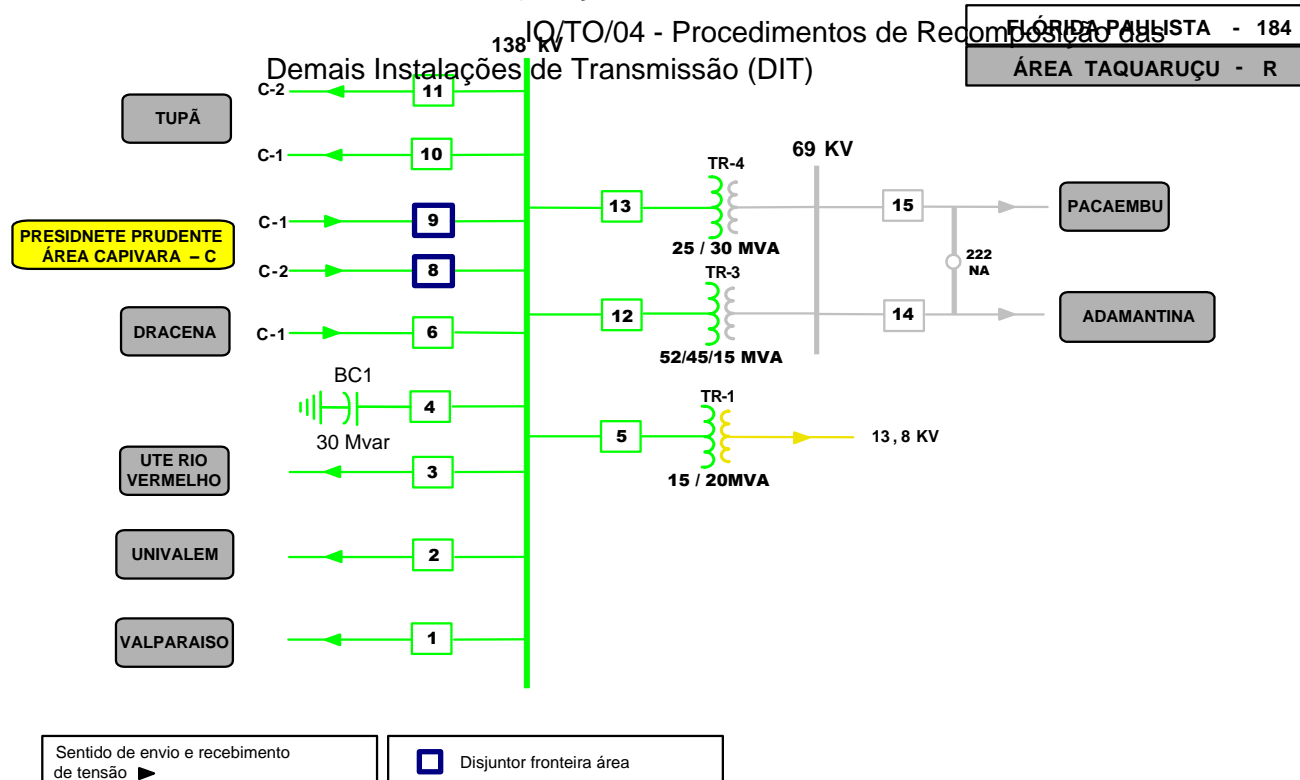 IO/TO/04 - Procedimentos de Recomposição das
Demais Instalações de Transmissão (DIT)
FLÓRIDA PAULISTA - 184
ÁREA TAQUARUÇU - R
138 kV
TUPÃ
C-2
11
C-1
10
PRESIDNETE PRUDENTE
ÁREA CAPIVARA – C
C-1
9
C-2
8
DRACENA
C-1
6
BC1
4
30 Mvar
UTE RIO
VERMELHO
3
UNIVALEM
2
VALPARAISO
1
69 KV
TR-4
13
25 / 30 MVA
15
PACAEMBU
222
NA
TR-3
12
52/45/15 MVA
14
ADAMANTINA
TR-1
5
15 / 20MVA
13,8 KV
Sentido de envio e recebimento
de tensão
Disjuntor fronteira área